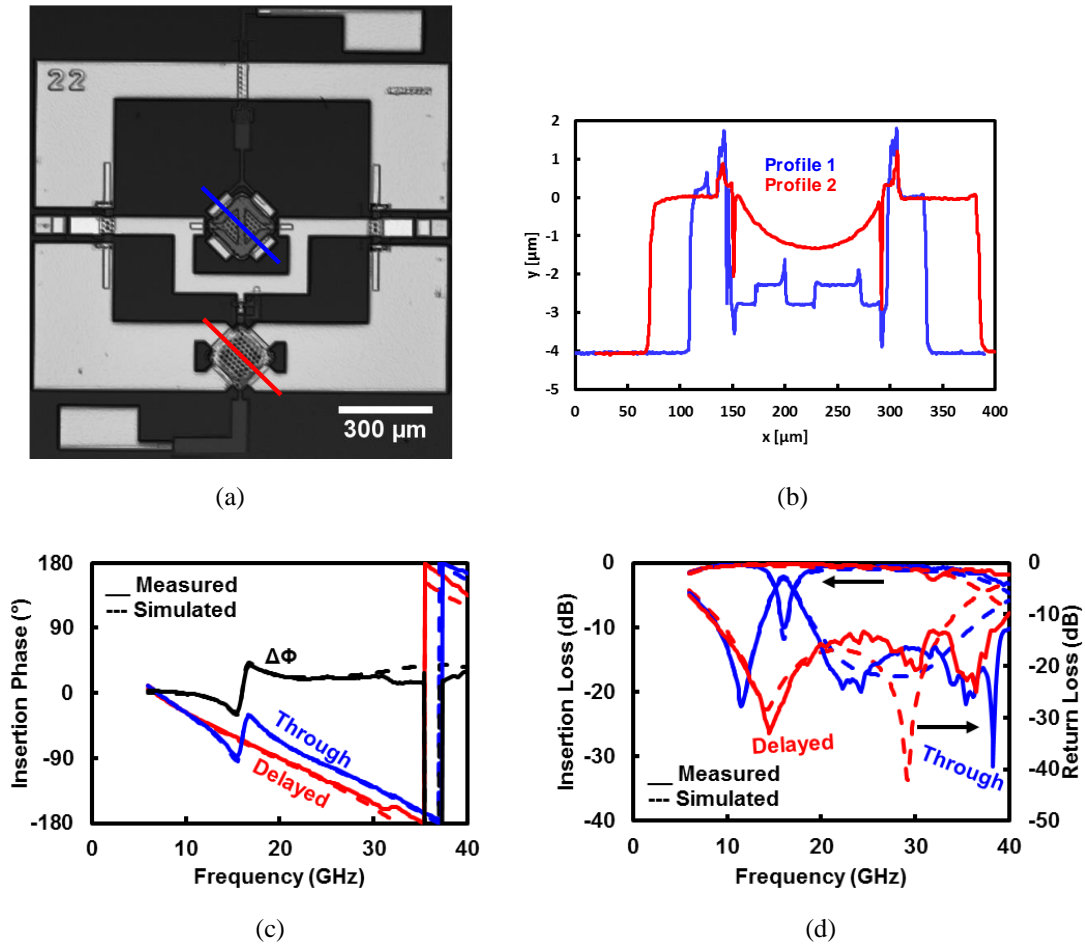 22
300 µm
(a)
2
1
0
-1
-2
-3
-4
-5
y [µm]
Profile 1
Profile 2
0 50 100 150 200 250 300 350 400
x [µm]
(b)
180
90
0
-90
-180
Insertion Phase (°)
Measured
Simulated
ΔΦ
Through
Delayed
0 10 20 30 40
Frequency (GHz)
(c)
0
-10
-20
-30
-40
Insertion Loss (dB)
0
-10
-20
-30
-40
-50
Return Loss (dB)
Delayed
Through
Measured
Simulated
0 10 20 30 40
Frequency (GHz)
(d)